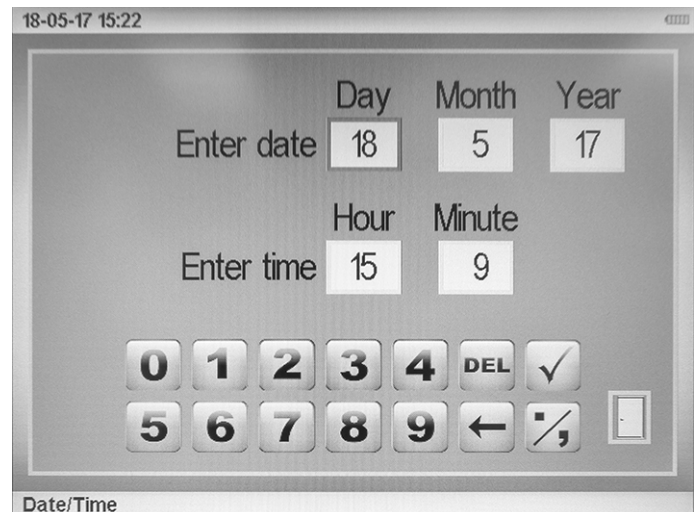 18-05-17 15:22
Day Month Year
Enter date 18 5 17
Hour Minute
Enter time 15 9
0 1 2 3 4 DEL
5 6 7 8 9 ← ./,
Date/Time